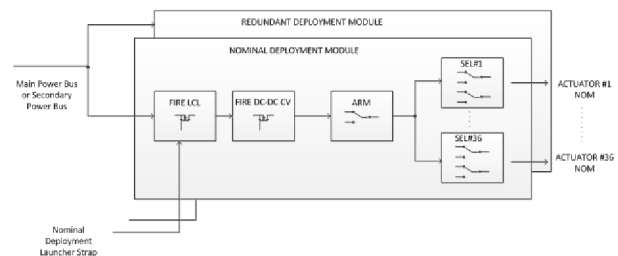 REDUNDANT DEPLOYMENT MODULE
NOMINAL DEPLOYMENT MODULE
SEL#1
Main Power Bus
or Secondary
Power Bus
FIRE LCL
FIRE DC-DC CV
ARM
ACTUATOR #1
NOM
SEL#36
ACTUATOR #36
NOM
Nominal
Deployment
Launcher Strap